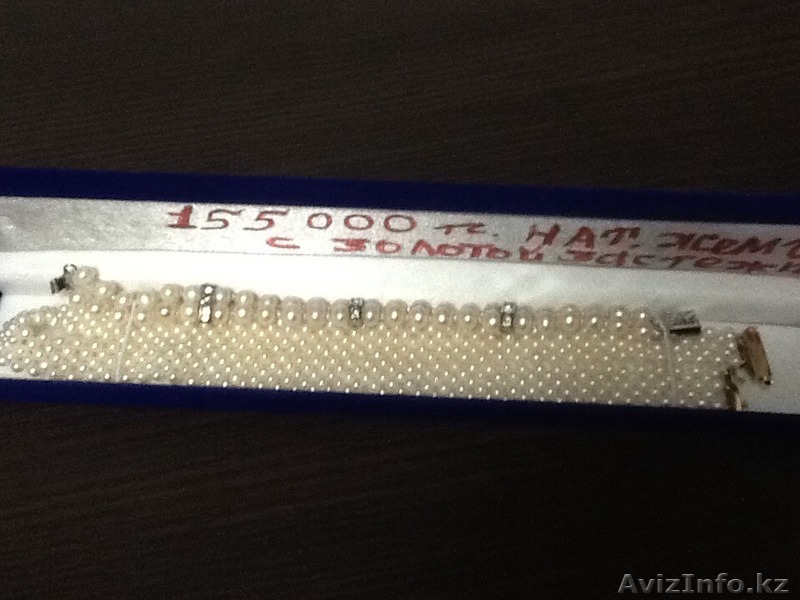 155 000 тг. НАТ. ЖЕМЧ
С ЗОЛОТОЙ ЗАСТЕЖК
AvizInfo.kz